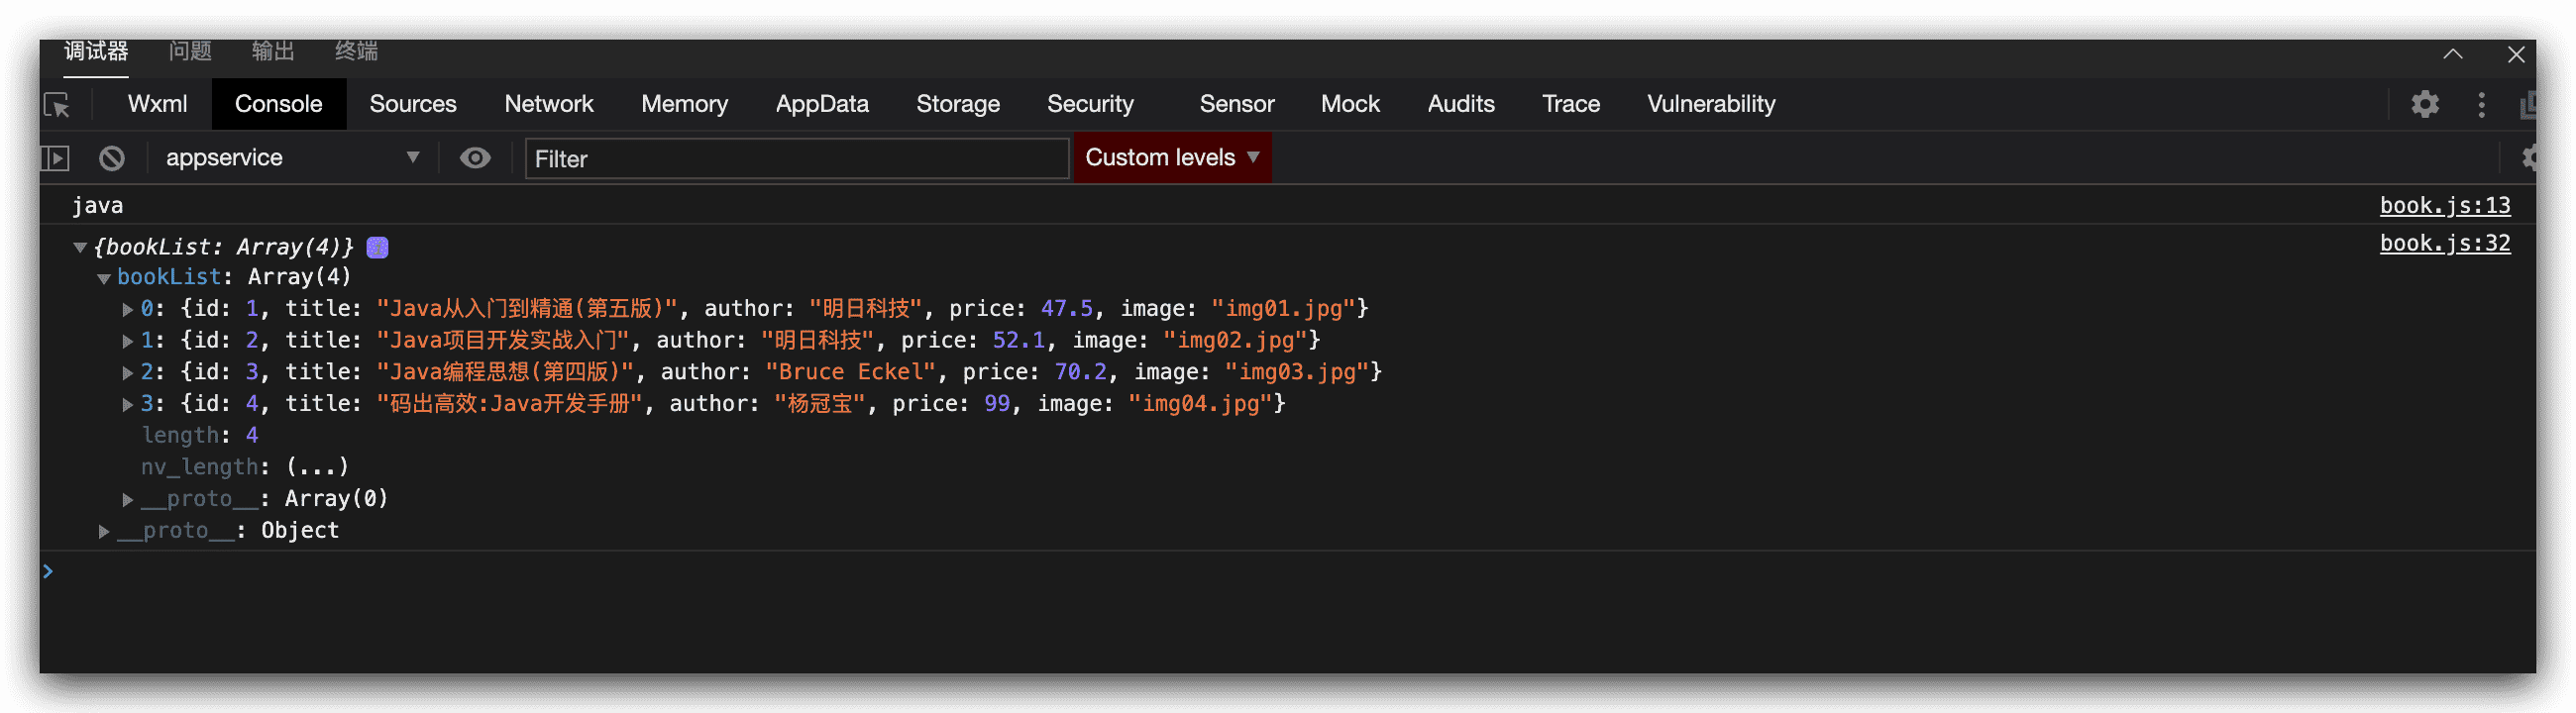 调试器 问题 输出 终端
Wxml Console Sources Network Memory AppData Storage Security Sensor Mock Audits Trace Vulnerability
appservice Filter Custom levels
java book.js:13
{bookList: Array(4)} book.js:32
bookList: Array(4)
0: {id: 1, title: "Java从入门到精通(第五版)", author: "明日科技", price: 47.5, image: "img01.jpg"}
1: {id: 2, title: "Java项目开发实战入门", author: "明日科技", price: 52.1, image: "img02.jpg"}
2: {id: 3, title: "Java编程思想(第四版)", author: "Bruce Eckel", price: 70.2, image: "img03.jpg"}
3: {id: 4, title: "码出高效:Java开发手册", author: "杨冠宝", price: 99, image: "img04.jpg"}
length: 4
nv_length: (...)
__proto__: Array(0)
__proto__: Object